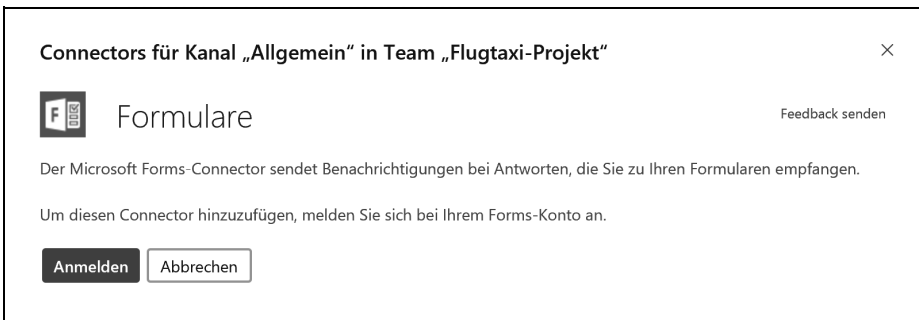 Connectors für Kanal „Allgemein“ in Team „Flugtaxi-Projekt“
F
Formulare
Feedback senden
Der Microsoft Forms-Connector sendet Benachrichtigungen bei Antworten, die Sie zu Ihren Formularen empfangen.
Um diesen Connector hinzuzufügen, melden Sie sich bei Ihrem Forms-Konto an.
Anmelden
Abbrechen